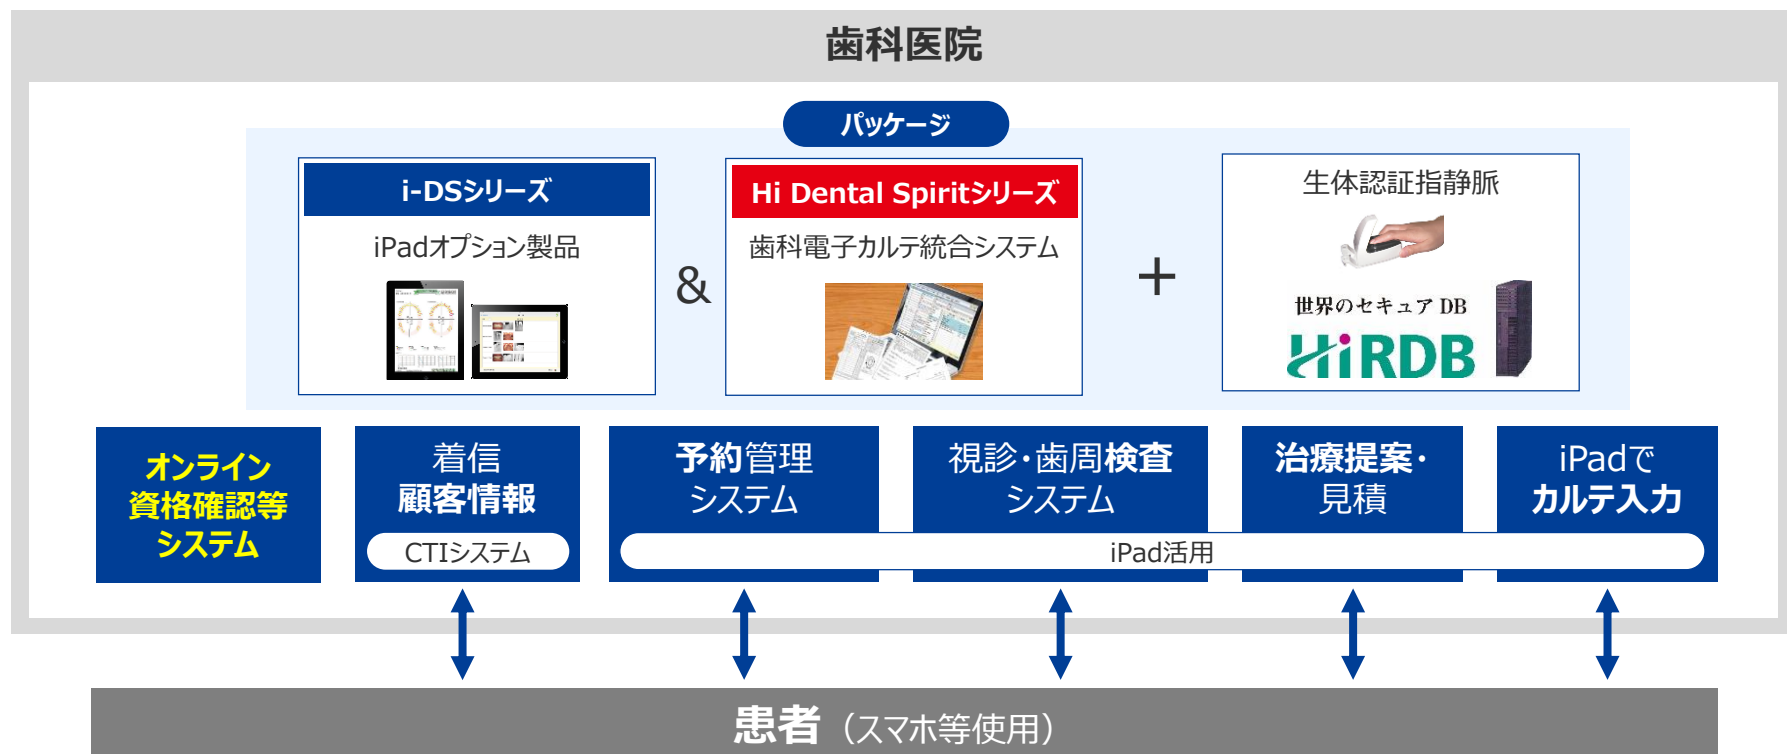 歯科医院
パッケージ
i-DSシリーズ
iPadオプション製品
&
Hi Dental Spiritシリーズ
歯科電子カルテ統合システム
+
生体認証指静脈
世界のセキュア DB
HiRDB
オンライン
資格確認等
システム
着信
顧客情報
CTIシステム
予約管理
システム
視診・歯周検査
システム
治療提案・
見積
iPadで
カルテ入力
iPad活用
患者（スマホ等使用）